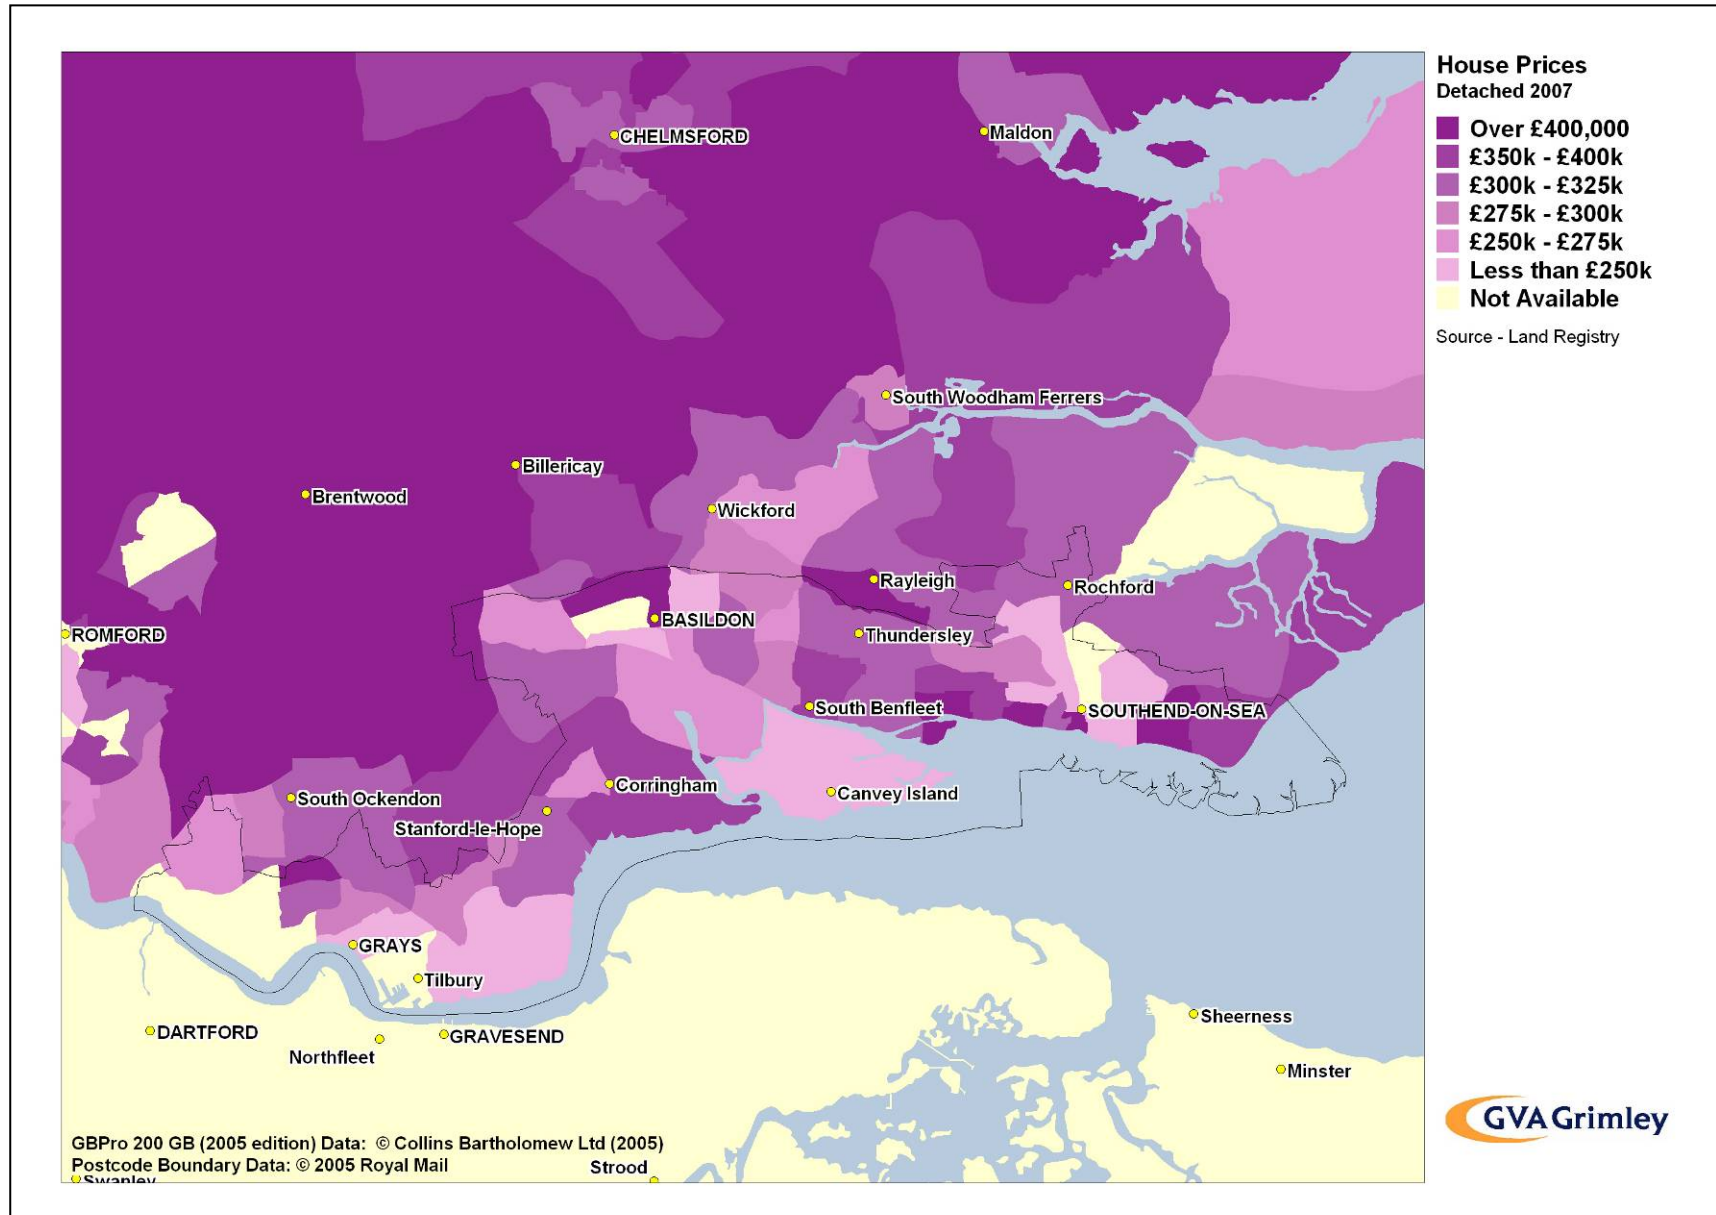 House Prices
Detached 2007
Over £400,000
£350k - £400k
£300k - £325k
£275k - £300k
£250k - £275k
Less than £250k
Not Available
Source - Land Registry
CHELMSFORD
Maldon
South Woodham Ferrers
Billericay
Brentwood
Wickford
Rayleigh
Rochford
ROMFORD
BASILDON
Thundersley
South Benfleet
SOUTHEND-ON-SEA
Corringham
Canvey Island
South Ockendon
Stanford-le-Hope
GRAYS
Tilbury
DARTFORD
GRAVESEND
Northfleet
Sheerness
Minster
GVA Grimley
GBPro 200 GB (2005 edition) Data: © Collins Bartholomew Ltd (2005)
Postcode Boundary Data: © 2005 Royal Mail
Strood
Swanley